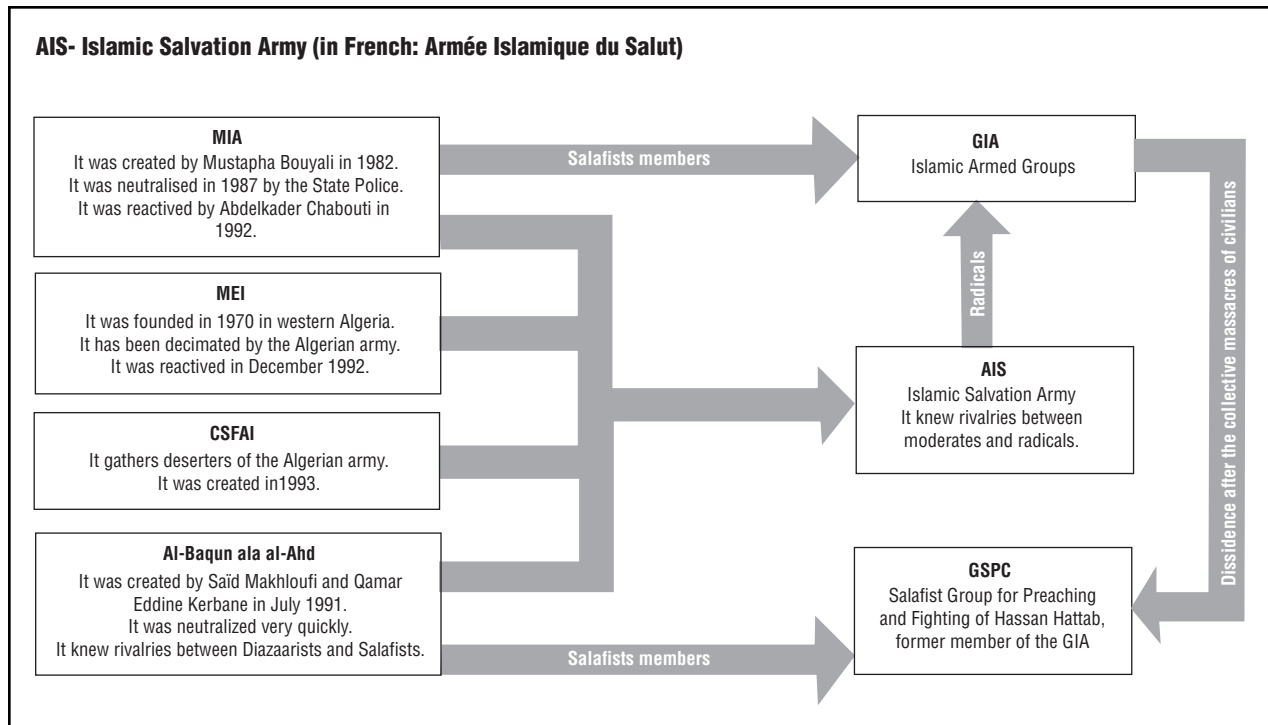 AIS- Islamic Salvation Army (in French: Armée Islamique du Salut)
MIA
It was created by Mustapha Bouyali in 1982.
It was neutralised in 1987 by the State Police.
It was reactived by Abdelkader Chabouti in
1992.
Salafists members
GIA
Islamic Armed Groups
MEI
It was founded in 1970 in western Algeria.
It has been decimated by the Algerian army.
It was reactived in December 1992.
Radicals
Dissidence after the collective massacres of civilians
AIS
Islamic Salvation Army
It knew rivalries between
moderates and radicals.
CSFAI
It gathers deserters of the Algerian army.
It was created in1993.
Al-Baqun ala al-Ahd
It was created by Saïd Makhloufi and Qamar
Eddine Kerbane in July 1991.
It was neutralized very quickly.
It knew rivalries between Diazaarists and Salafists.
Salafists members
GSPC
Salafist Group for Preaching
and Fighting of Hassan Hattab,
former member of the GIA